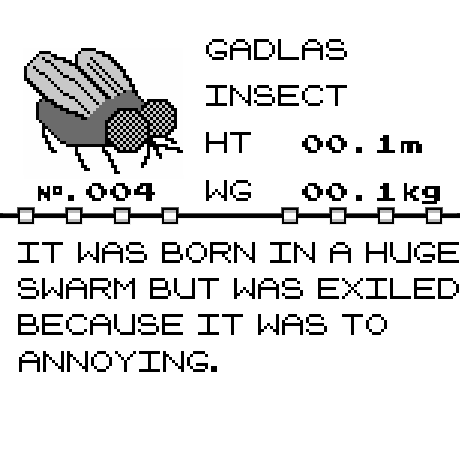 GADLAS
INSECT
HT 00.1m
Nº.004 WG 00.1kg
IT WAS BORN IN A HUGE
SWARM BUT WAS EXILED
BECAUSE IT WAS TO
ANNOYING.